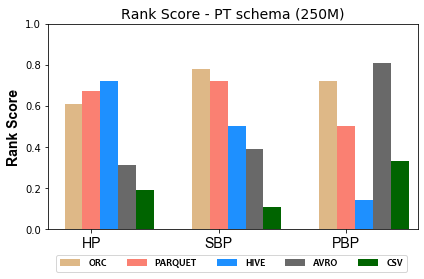 Rank Score - PT schema (250M)
1.0
0.8
0.6
0.4
0.2
0.0
Rank Score
HP SBP PBP
ORC PARQUET HIVE AVRO CSV